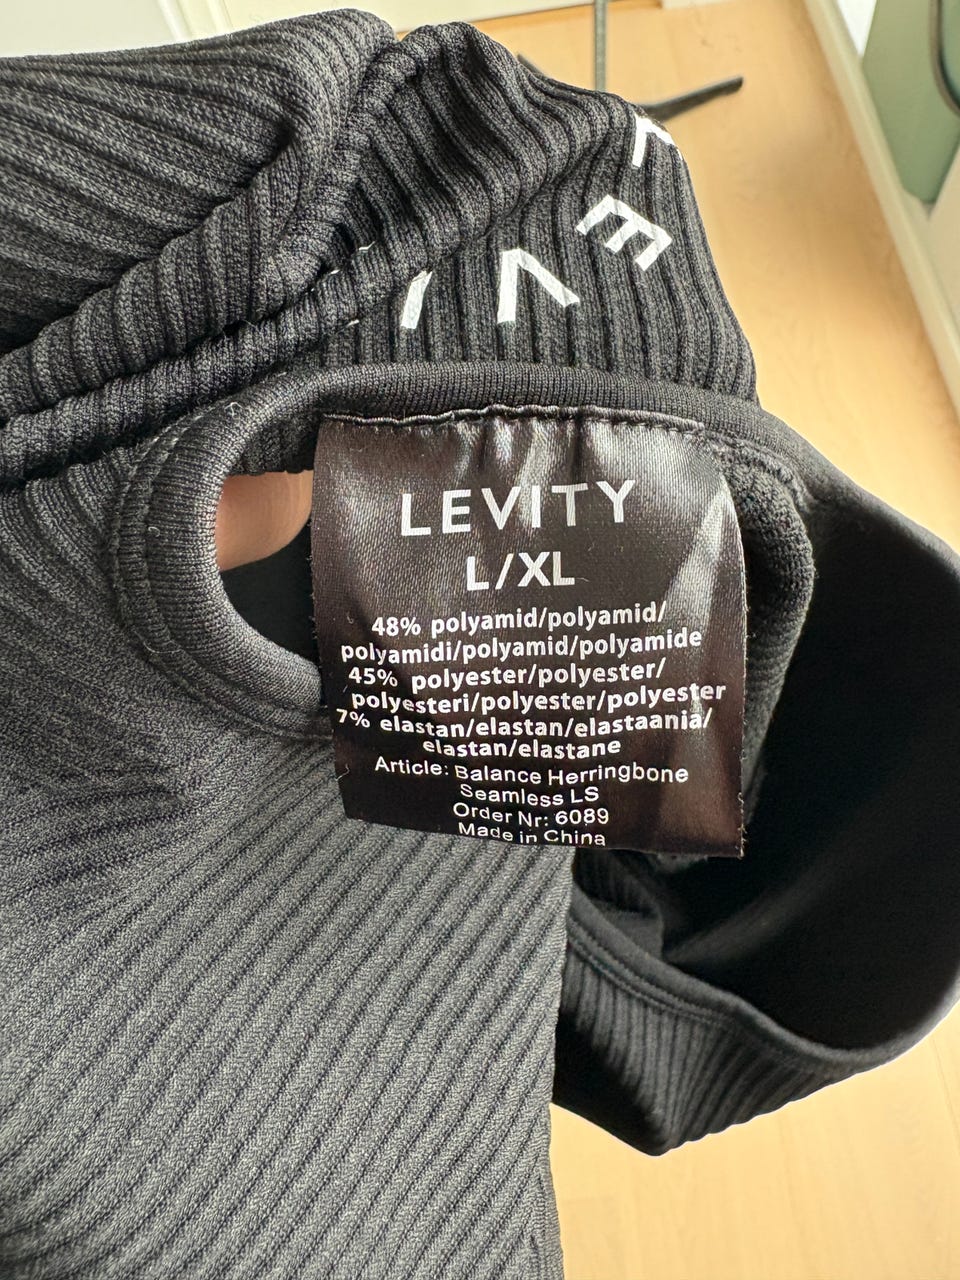 LEV
LEVITY
L/XL
48% polyamid/polyamid/
polyamidi/polyamid/polyamide
45% polyester/polyester/
polyesteri/polyester/polyester
7% elastan/elastan/elastaania/
elastan/elastane
Article: Balance Herringbone
Seamless LS
Order Nr: 6089
Made in China